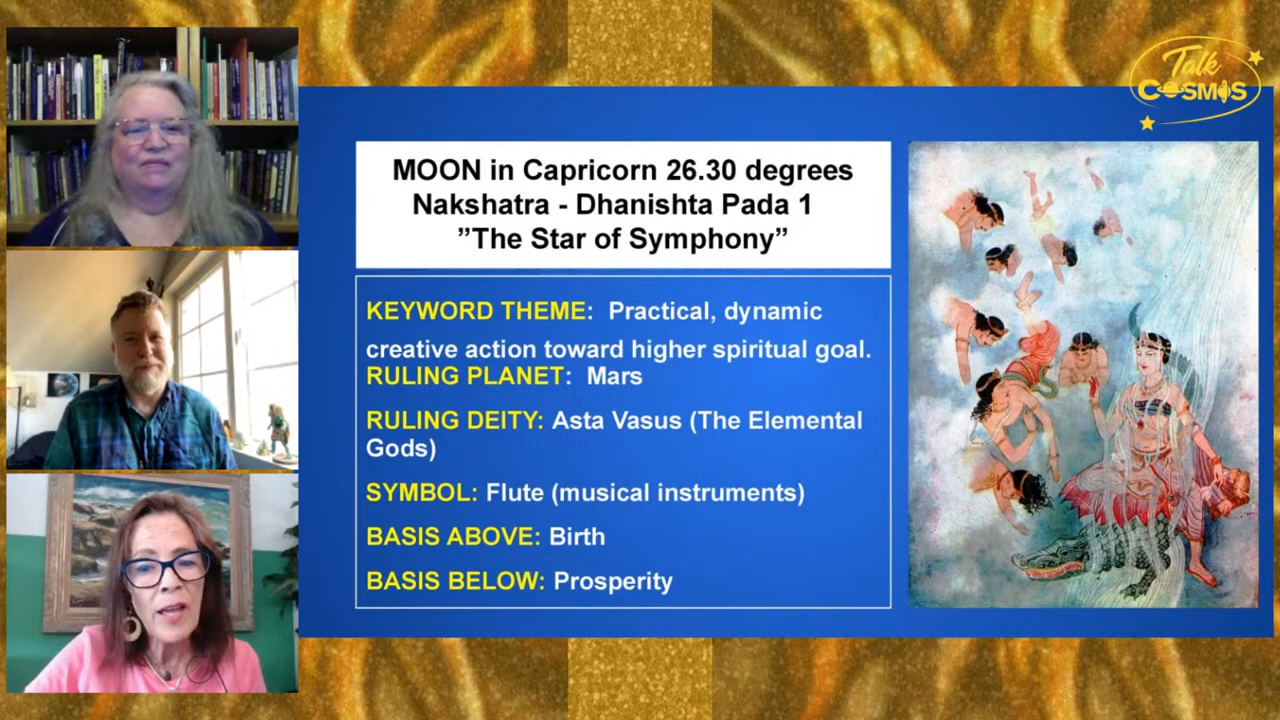 Talk
COSMOS
MOON in Capricorn 26.30 degrees
Nakshatra - Dhanishta Pada 1
”The Star of Symphony”
KEYWORD THEME: Practical, dynamic
creative action toward higher spiritual goal.
RULING PLANET: Mars
RULING DEITY: Asta Vasus (The Elemental
Gods)
SYMBOL: Flute (musical instruments)
BASIS ABOVE: Birth
BASIS BELOW: Prosperity